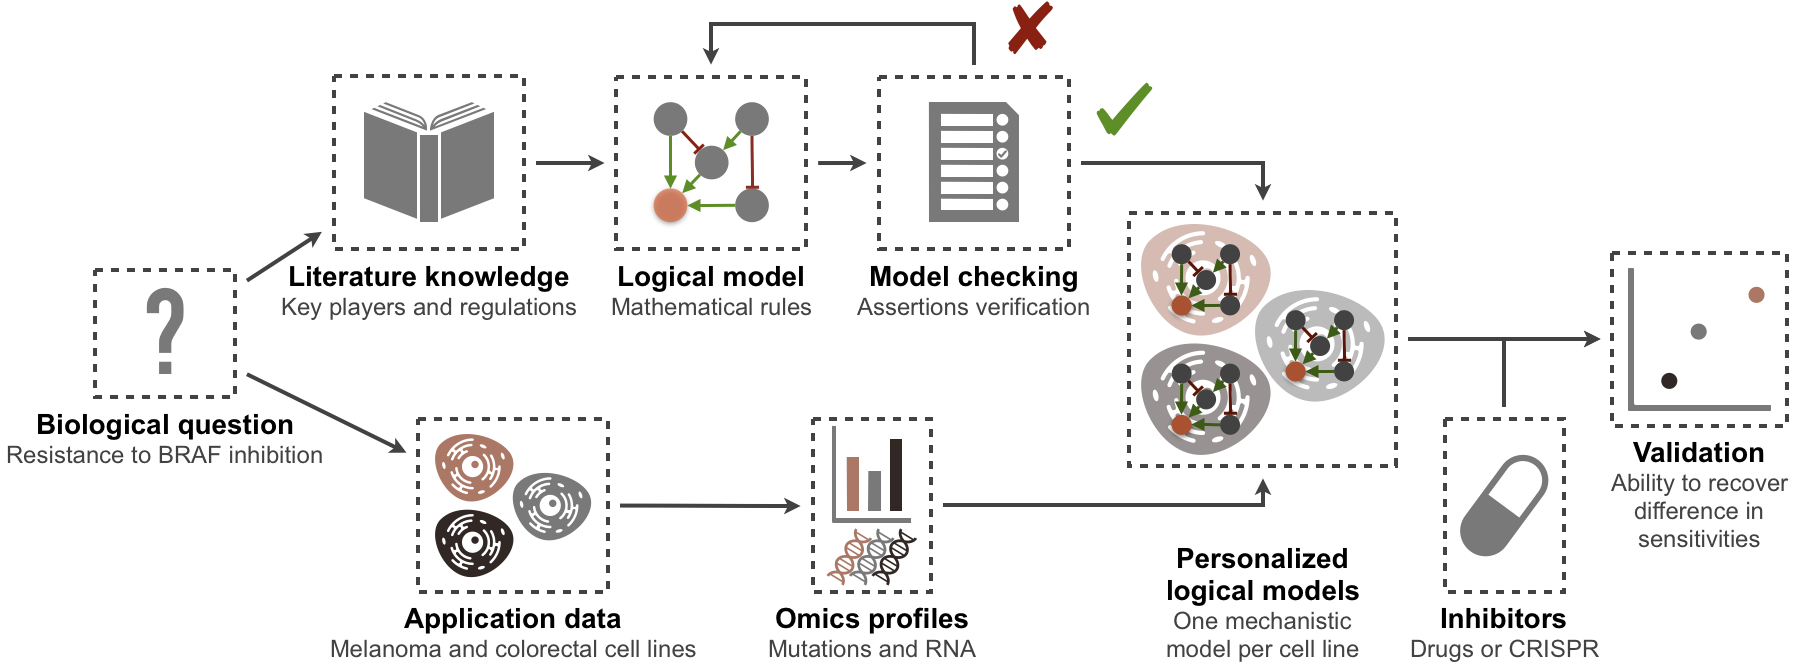 Literature knowledge
Key players and regulations
Logical model
Mathematical rules
Model checking
Assertions verification
Biological question
Resistance to BRAF inhibition
Application data
Melanoma and colorectal cell lines
Omics profiles
Mutations and RNA
Personalized
logical models
One mechanistic
model per cell line
Inhibitors
Drugs or CRISPR
Validation
Ability to recover
difference in
sensitivities